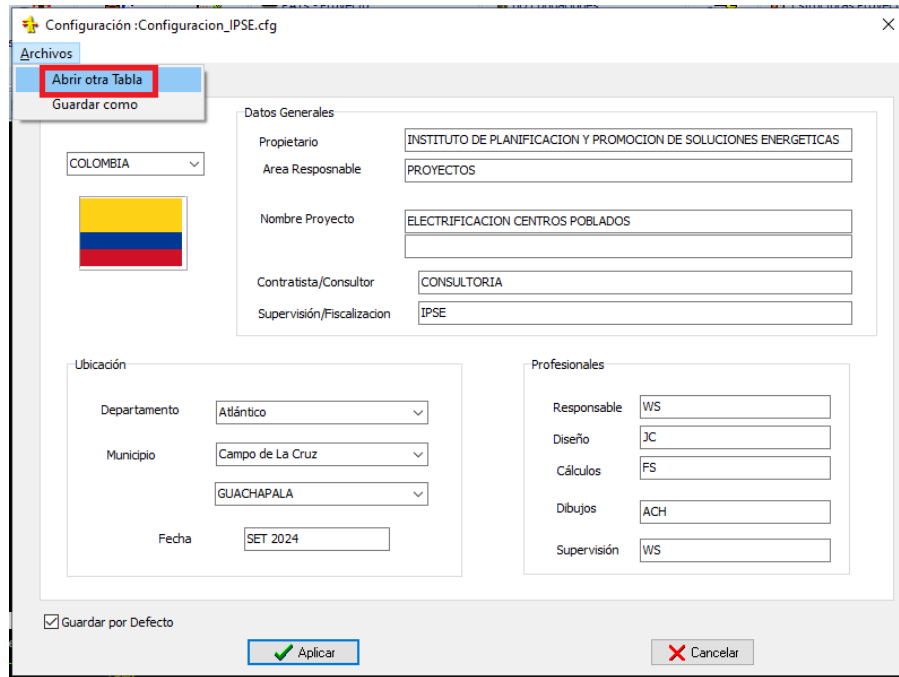 Configuración :Configuracion_IPSE.cfg
Archivos
Abrir otra Tabla
Guardar como
Datos Generales
Propietario INSTITUTO DE PLANIFICACION Y PROMOCION DE SOLUCIONES ENERGETICAS
COLOMBIA
Area Resposnable PROYECTOS
Nombre Proyecto ELECTRIFICACION CENTROS POBLADOS
Contratista/Consultor CONSULTORIA
Supervisión/Fiscalizacion IPSE
Ubicación
Departamento Atlántico
Municipio Campo de La Cruz
GUACHAPALA
Fecha SET 2024
Profesionales
Responsable WS
Diseño JC
Cálculos FS
Dibujos ACH
Supervisión WS
Guardar por Defecto
Aplicar
Cancelar